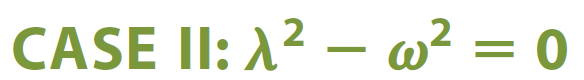 CASE II: λ² − ω² = 0